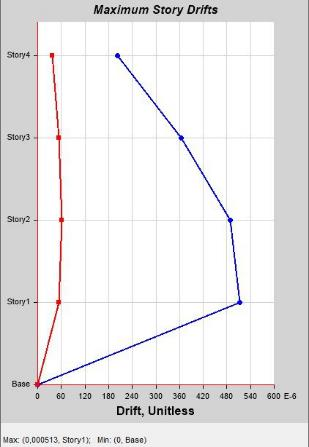 Maximum Story Drifts
Story4
Story3
Story2
Story1
Base
0 60 120 180 240 300 360 420 480 540 600 E-6
Drift, Unitless
Max: (0,000513, Story1); Min: (0, Base)